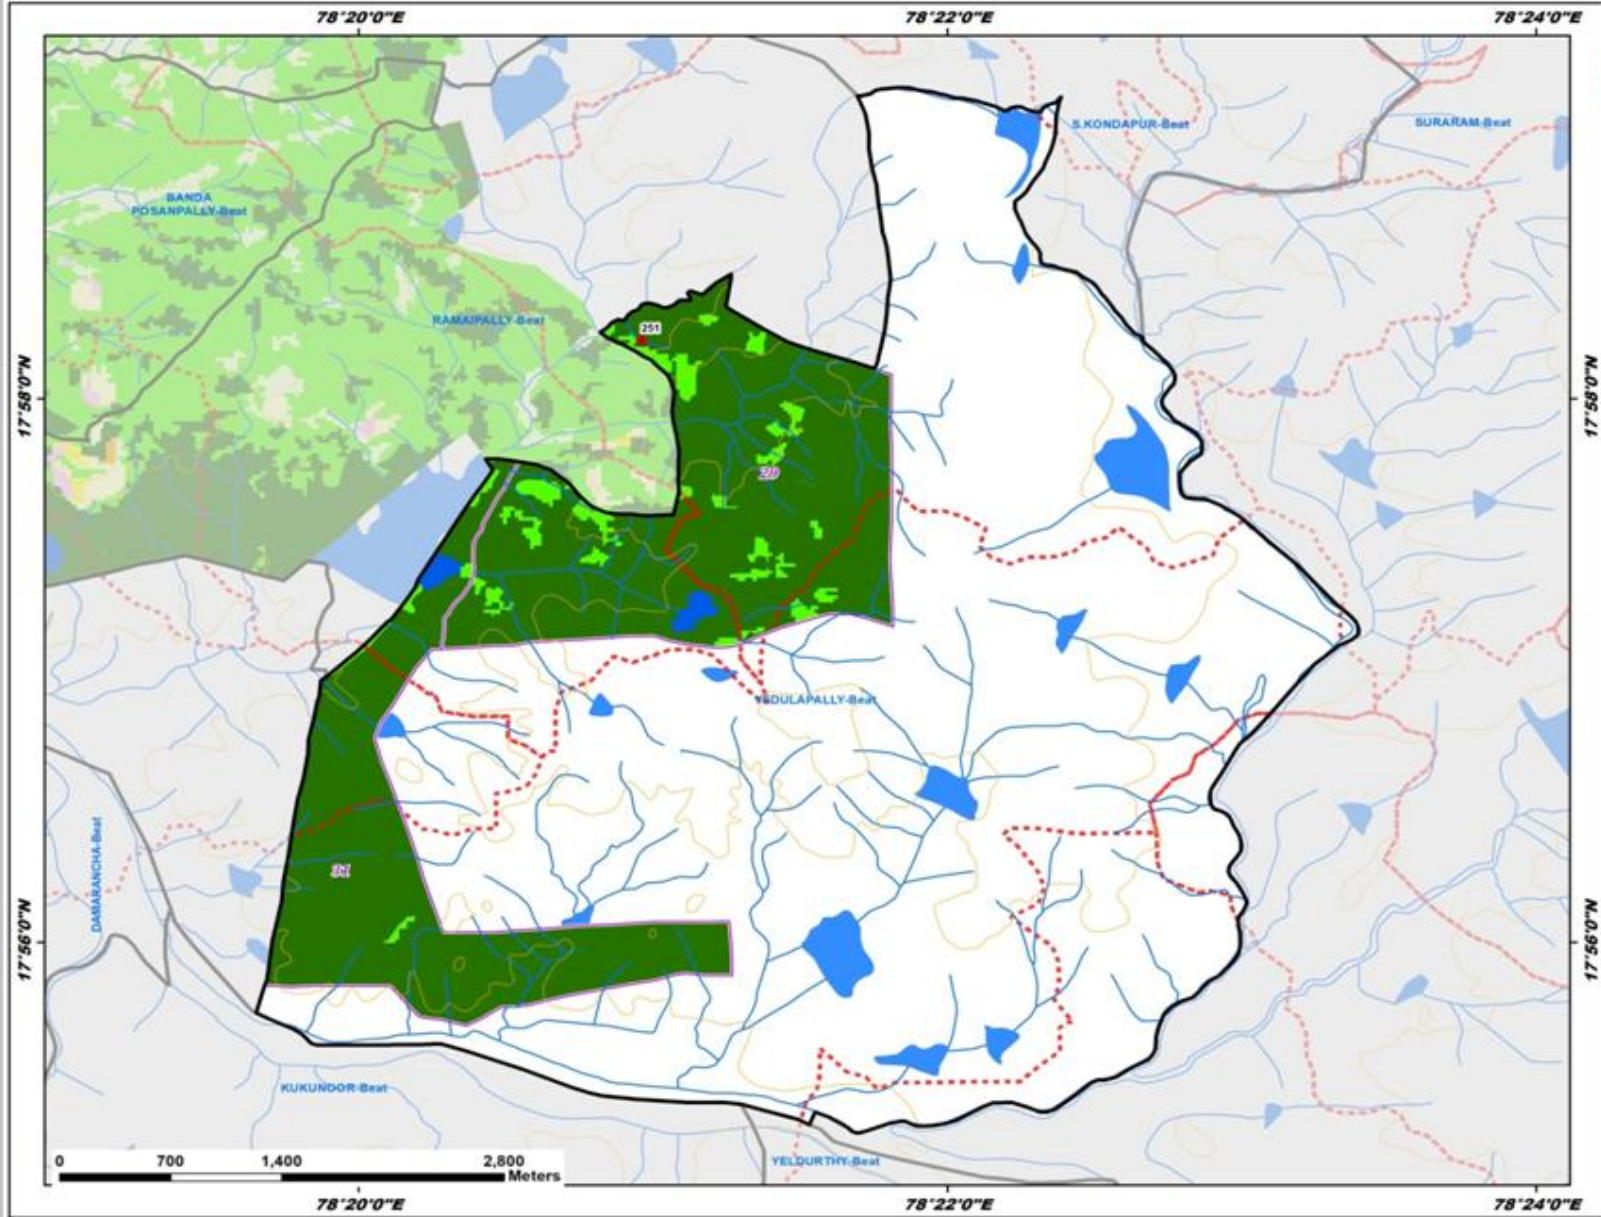 78°20'0"E
78°22'0"E
78°24'0"E
S.KONDAPUR-Beat
SURARAM-Beat
BANDA
POSANPALLY-Beat
RAMAIPALLY-Beat
251
17°58'0"N
17°58'0"N
29
YEDULAPALLY-Beat
31
DAMARANCHA-Beat
17°56'0"N
17°56'0"N
KUKUNOOR-Beat
YELDURTHY-Beat
0 700 1,400 2,800
Meters
78°20'0"E
78°22'0"E
78°24'0"E